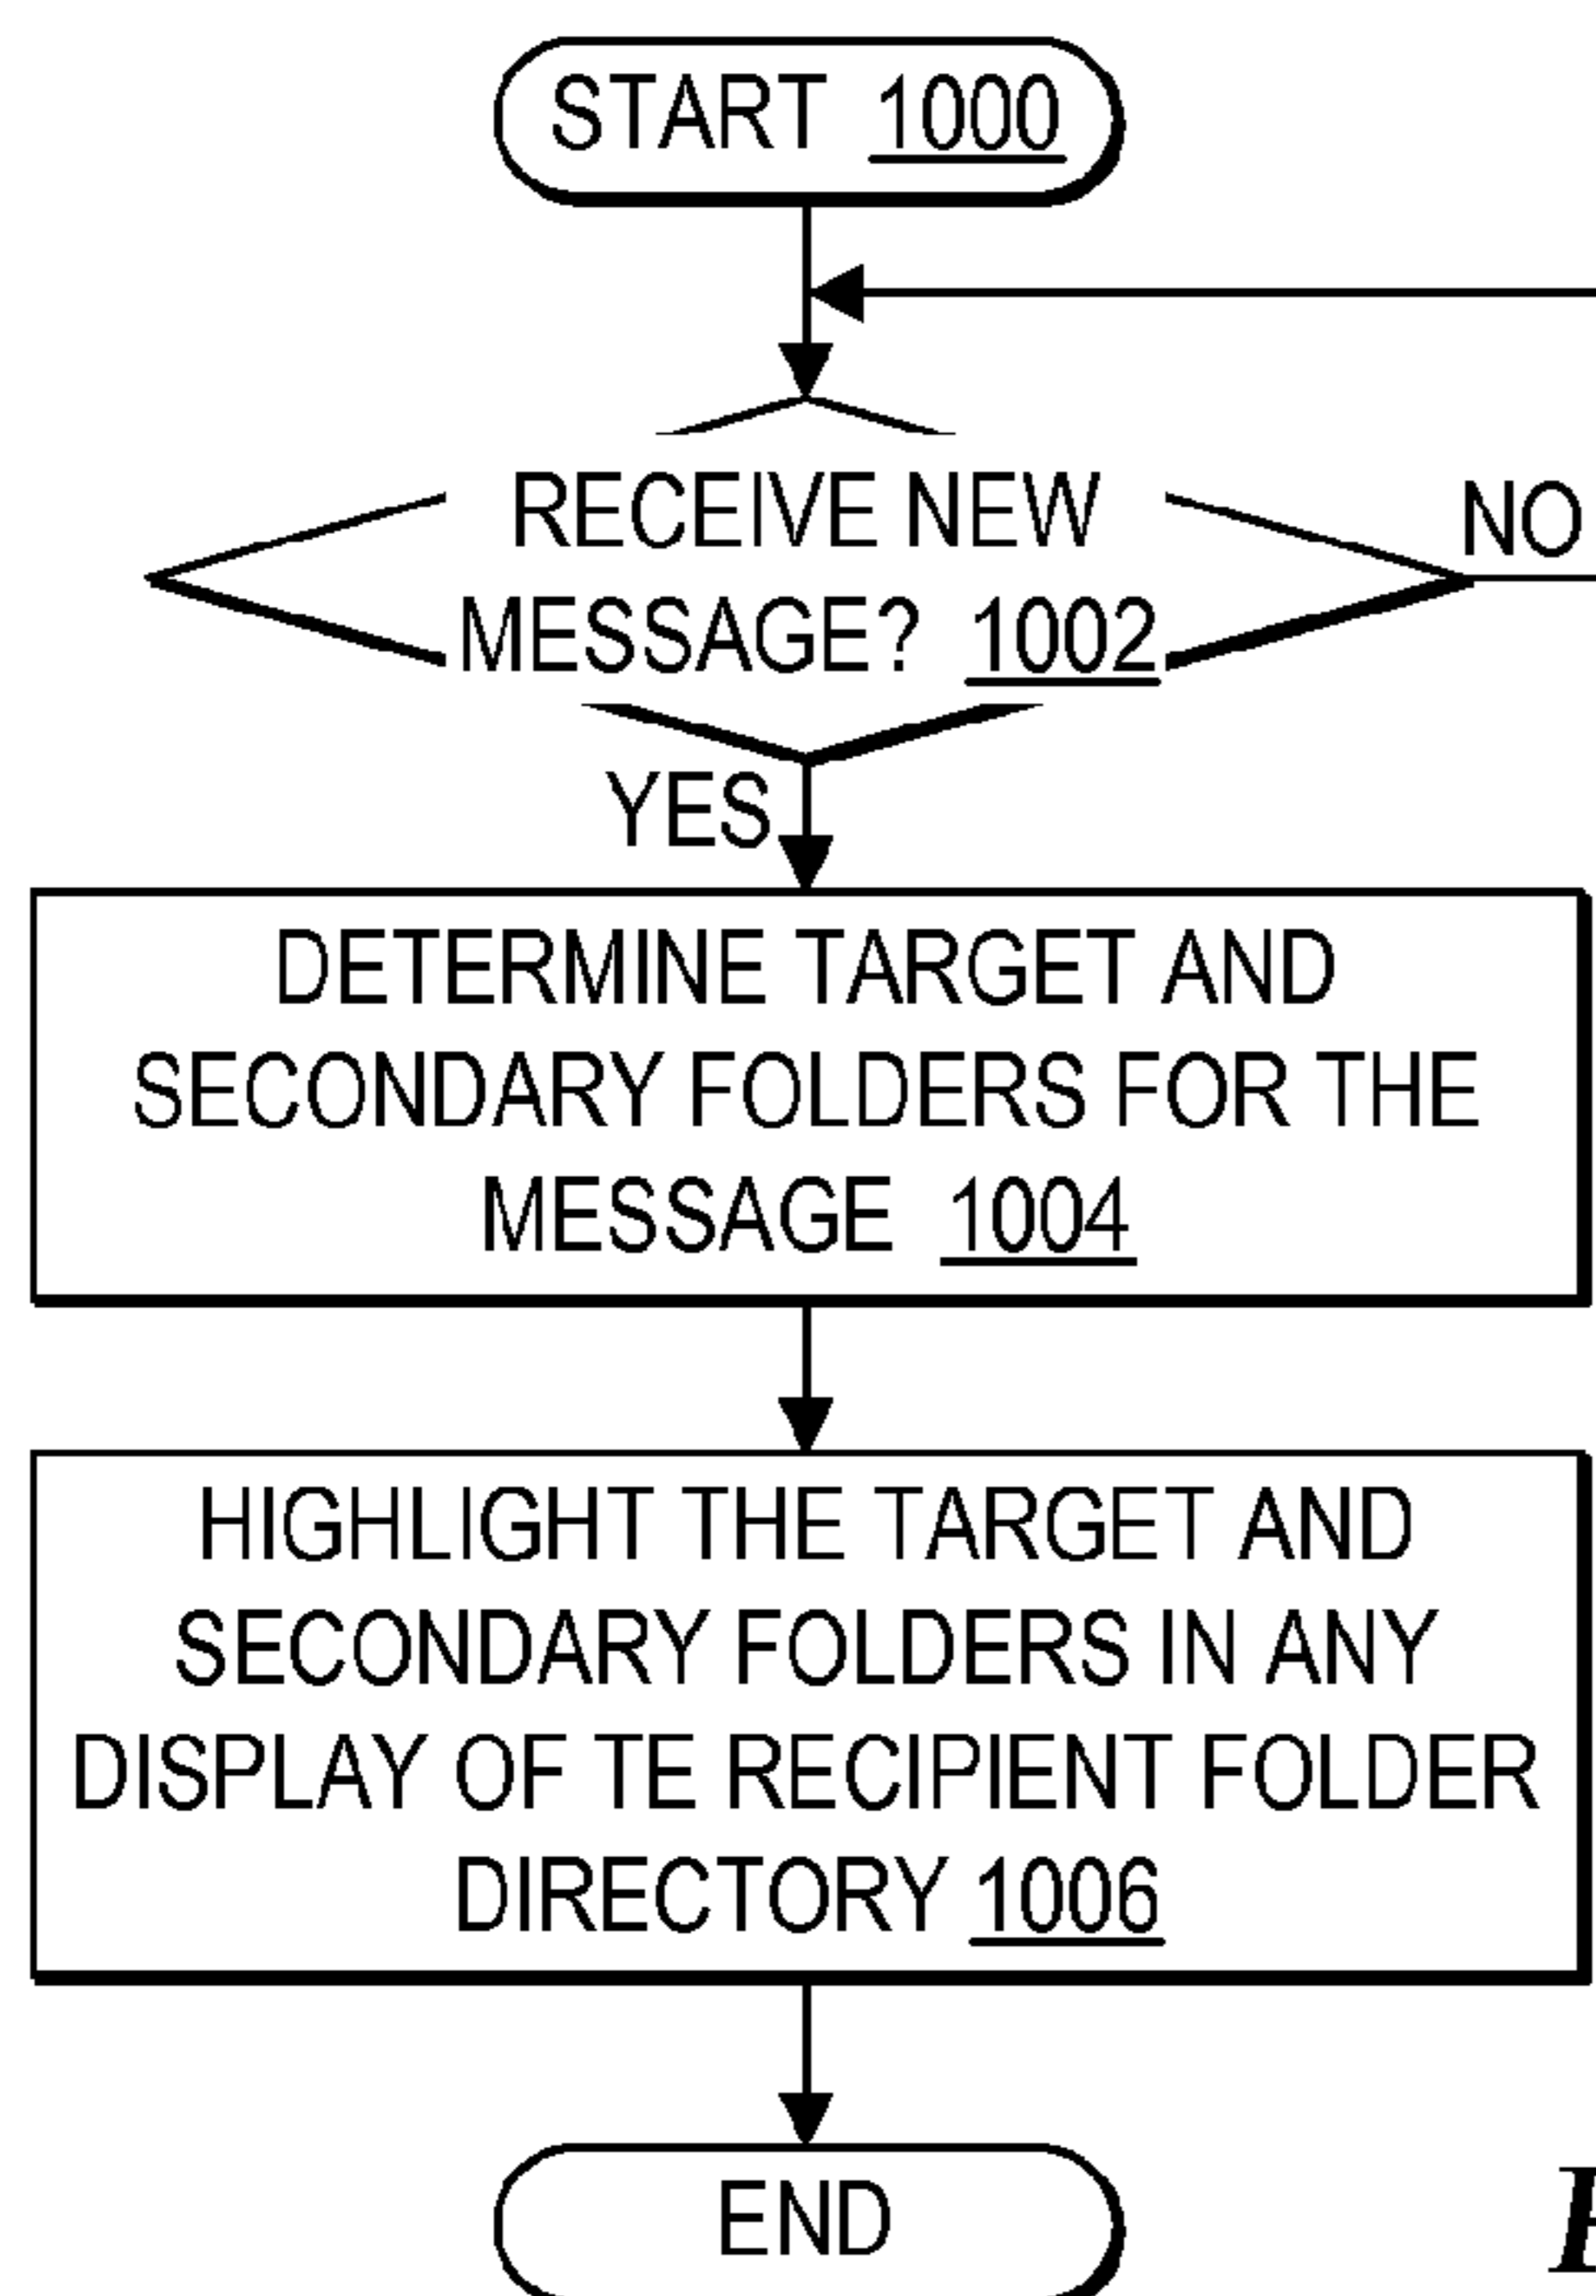 START 1000
RECEIVE NEW
MESSAGE? 1002
NO
YES
DETERMINE TARGET AND
SECONDARY FOLDERS FOR THE
MESSAGE 1004
HIGHLIGHT THE TARGET AND
SECONDARY FOLDERS IN ANY
DISPLAY OF TE RECIPIENT FOLDER
DIRECTORY 1006
END